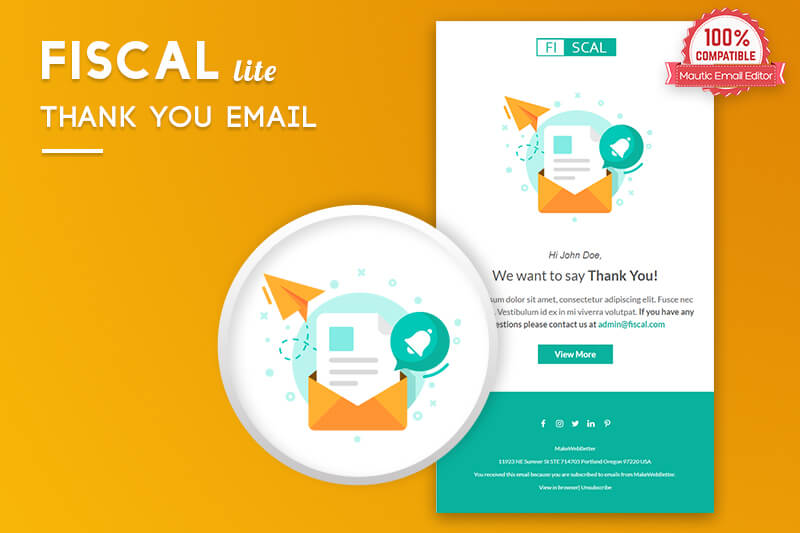 FISCAL lite
THANK YOU EMAIL
100%
COMPATIBLE
Mautic Email Editor
FI SCAL
Hi John Doe,
We want to say Thank You!
sum dolor sit amet, consectetur adipiscing elit. Fusce nec
. Vestibulum id ex in mi viverra volutpat. If you have any
estions please contact us at admin@fiscal.com
View More
MakeWebBetter
11923 NE Sumner St STE 714705 Portland Oregon 97220 USA
You received this email because you are subscribed to emails from MakeWebBetter.
View in browser| Unsubscribe